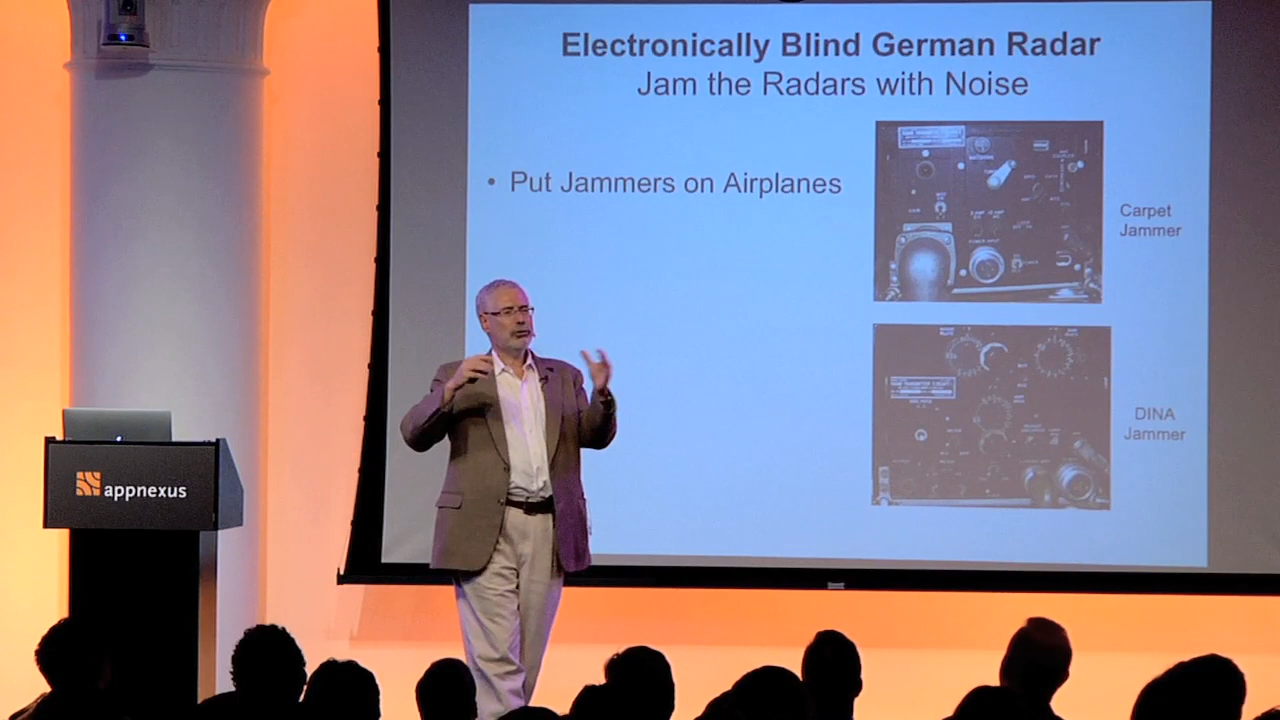 Electronically Blind German Radar
Jam the Radars with Noise
• Put Jammers on Airplanes
Carpet
Jammer
DINA
Jammer
appnexus